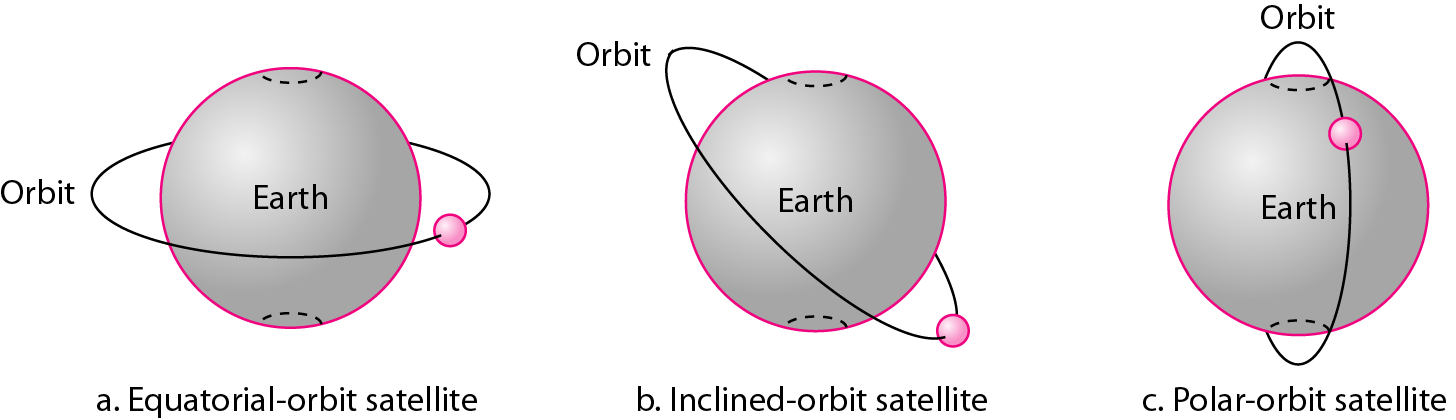 Orbit
Earth
a. Equatorial-orbit satellite
Orbit
Earth
b. Inclined-orbit satellite
Orbit
Earth
c. Polar-orbit satellite